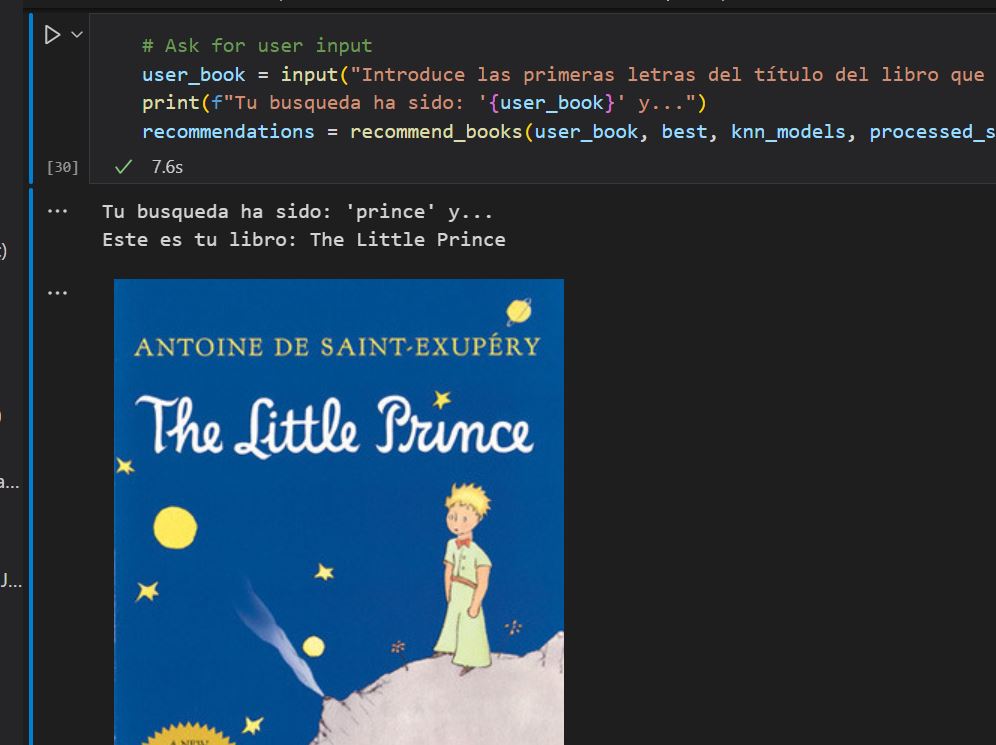 # Ask for user input
user_book = input("Introduce las primeras letras del título del libro que
print(f"Tu busqueda ha sido: '{user_book}' y...")
recommendations = recommend_books(user_book, best, knn_models, processed_s
[30]
7.6s
Tu busqueda ha sido: 'prince' y...
Este es tu libro: The Little Prince
ANTOINE DE SAINT-EXUPÉRY
The Little Prince
A NEW